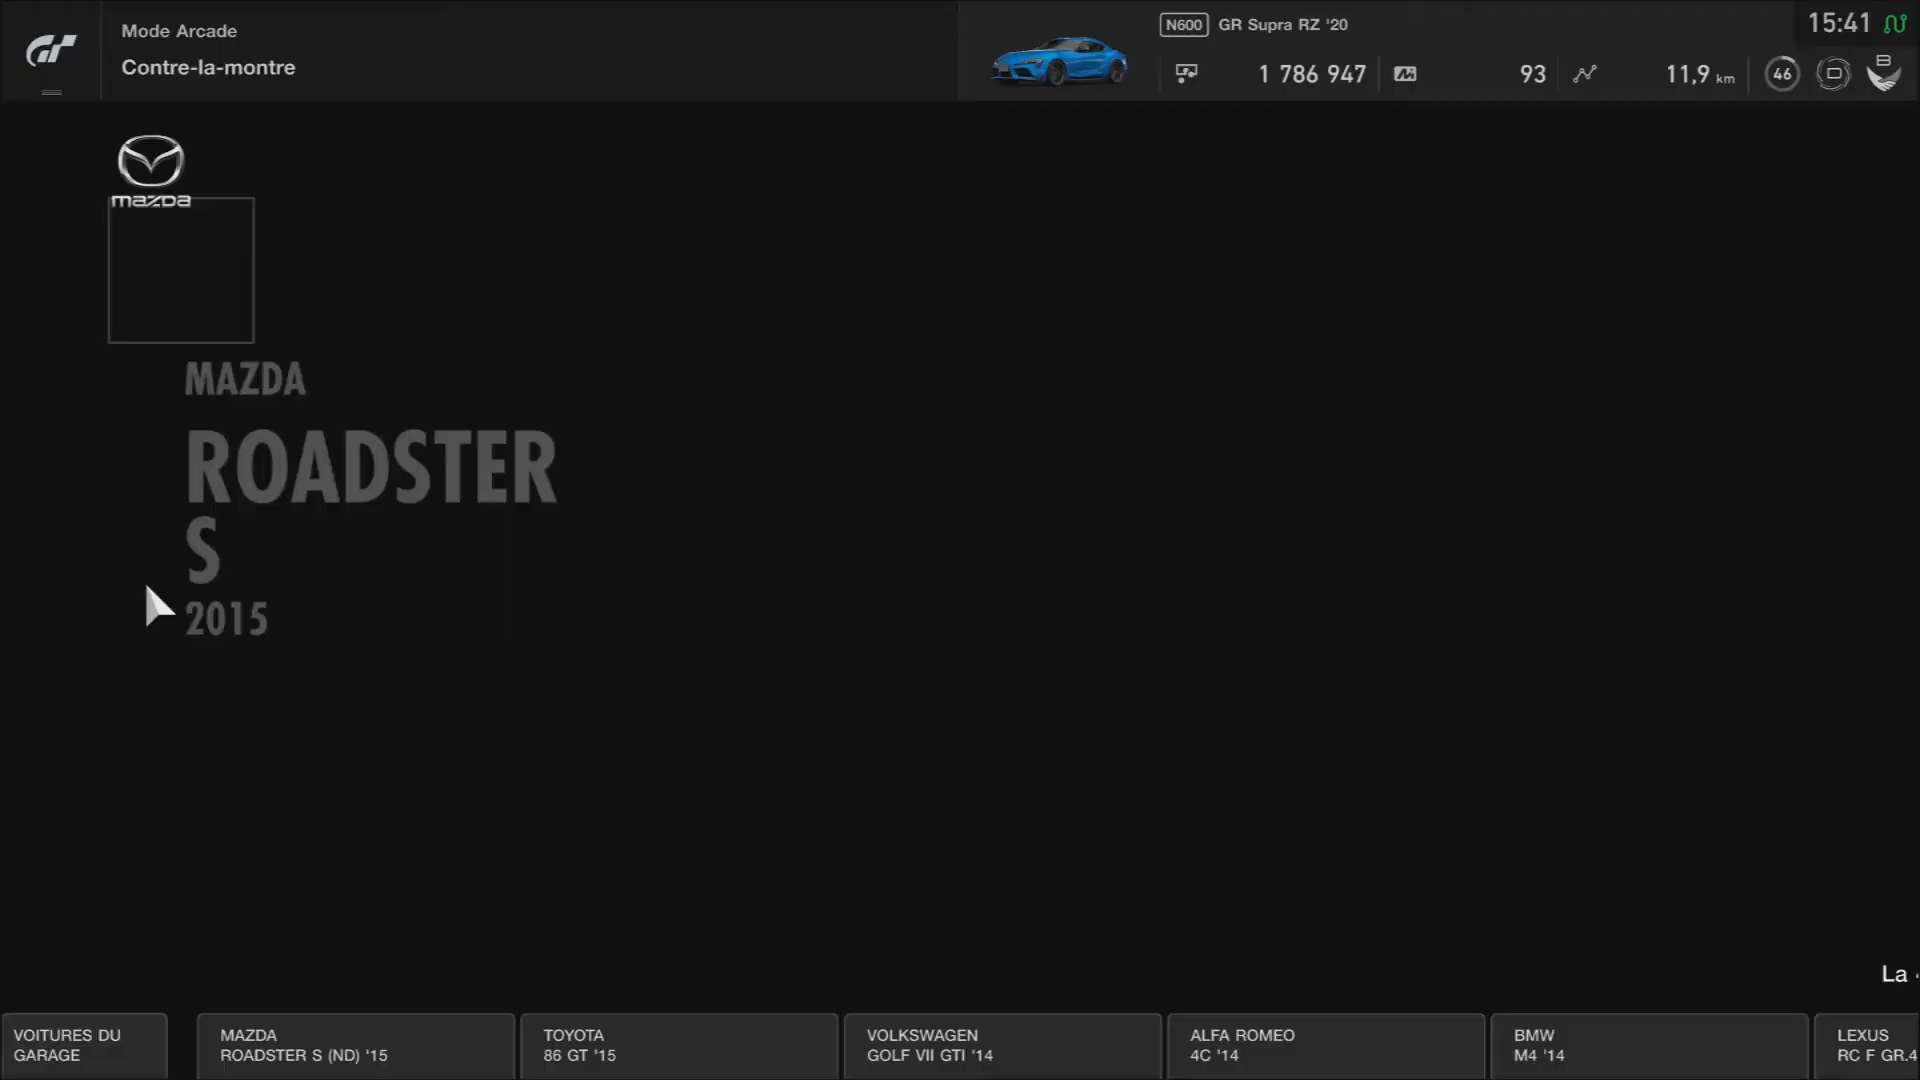 Mode Arcade
Contre-la-montre
N600 GR Supra RZ '20
1 786 947
93
11,9 km
46
D
B
15:41
mazda
MAZDA
ROADSTER
S
2015
La
VOITURES DU
GARAGE
MAZDA
ROADSTER S (ND) '15
TOYOTA
86 GT '15
VOLKSWAGEN
GOLF VII GTI '14
ALFA ROMEO
4C '14
BMW
M4 '14
LEXUS
RC F GR.4